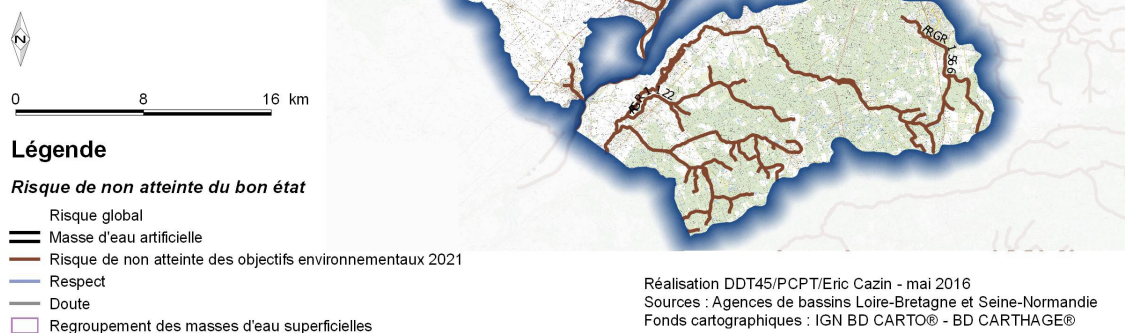 N
0 8 16 km
Légende
Risque de non atteinte du bon état
Risque global
Masse d'eau artificielle
Risque de non atteinte des objectifs environnementaux 2021
Respect
Doute
Regroupement des masses d'eau superficielles
Réalisation DDT45/PCPT/Eric Cazin - mai 2016
Sources : Agences de bassins Loire-Bretagne et Seine-Normandie
Fonds cartographiques : IGN BD CARTO® - BD CARTHAGE®